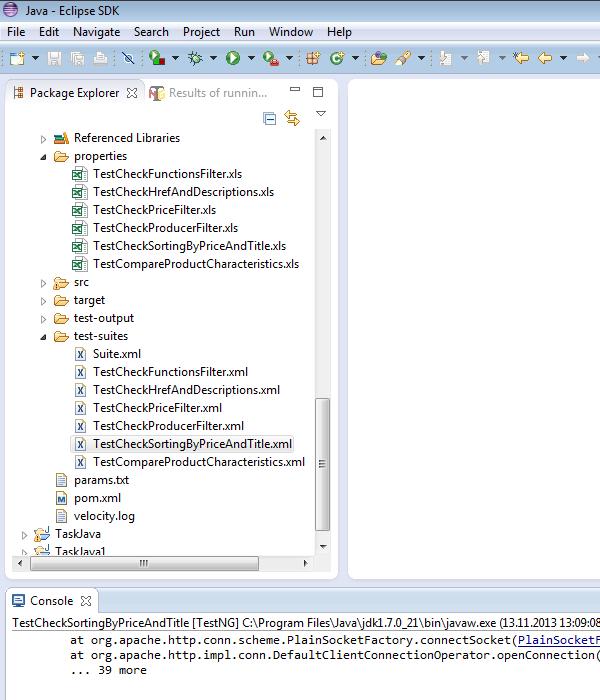 Java - Eclipse SDK
File Edit Navigate Search Project Run Window Help
Package Explorer Results of runnin...
Referenced Libraries
properties
TestCheckFunctionsFilter.xls
TestCheckHrefAndDescriptions.xls
TestCheckPriceFilter.xls
TestCheckProducerFilter.xls
TestCheckSortingByPriceAndTitle.xls
TestCompareProductCharacteristics.xls
src
target
test-output
test-suites
Suite.xml
TestCheckFunctionsFilter.xml
TestCheckHrefAndDescriptions.xml
TestCheckPriceFilter.xml
TestCheckProducerFilter.xml
TestCheckSortingByPriceAndTitle.xml
TestCompareProductCharacteristics.xml
params.txt
pom.xml
velocity.log
TaskJava
TaskJava1
Console
TestCheckSortingByPriceAndTitle [TestNG] C:\Program Files\Java\jdk1.7.0_21\bin\javaw.exe (13.11.2013 13:09:08
at org.apache.http.conn.scheme.PlainSocketFactory.connectSocket(PlainSocketF
at org.apache.http.impl.conn.DefaultClientConnectionOperator.openConnection(
... 39 more